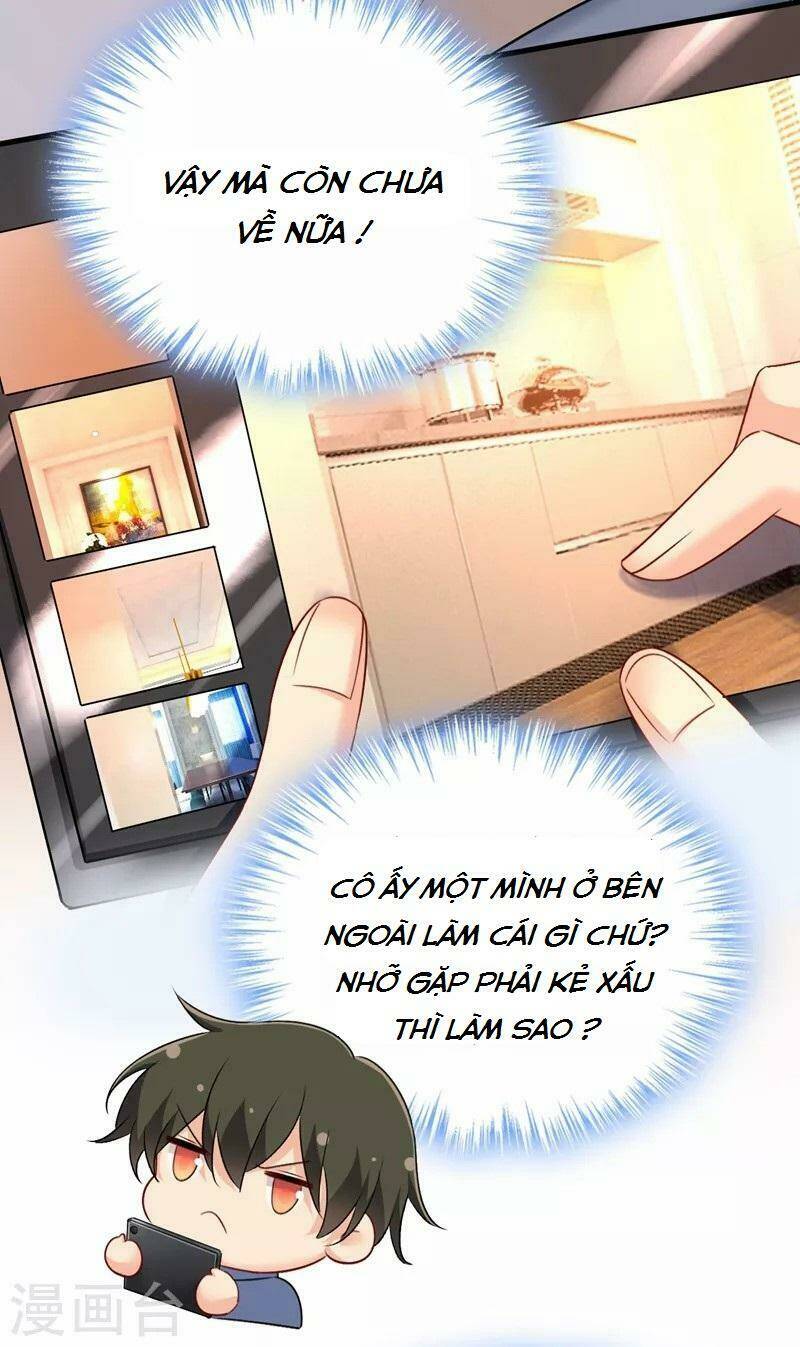 VẬY MÀ CÒN CHƯA
VỀ NỮA !
CÔ ẤY MỘT MÌNH Ở BÊN
NGOÀI LÀM CÁI GÌ CHỨ?
NHỠ GẶP PHẢI KẺ XẤU
THÌ LÀM SAO ?
漫画台